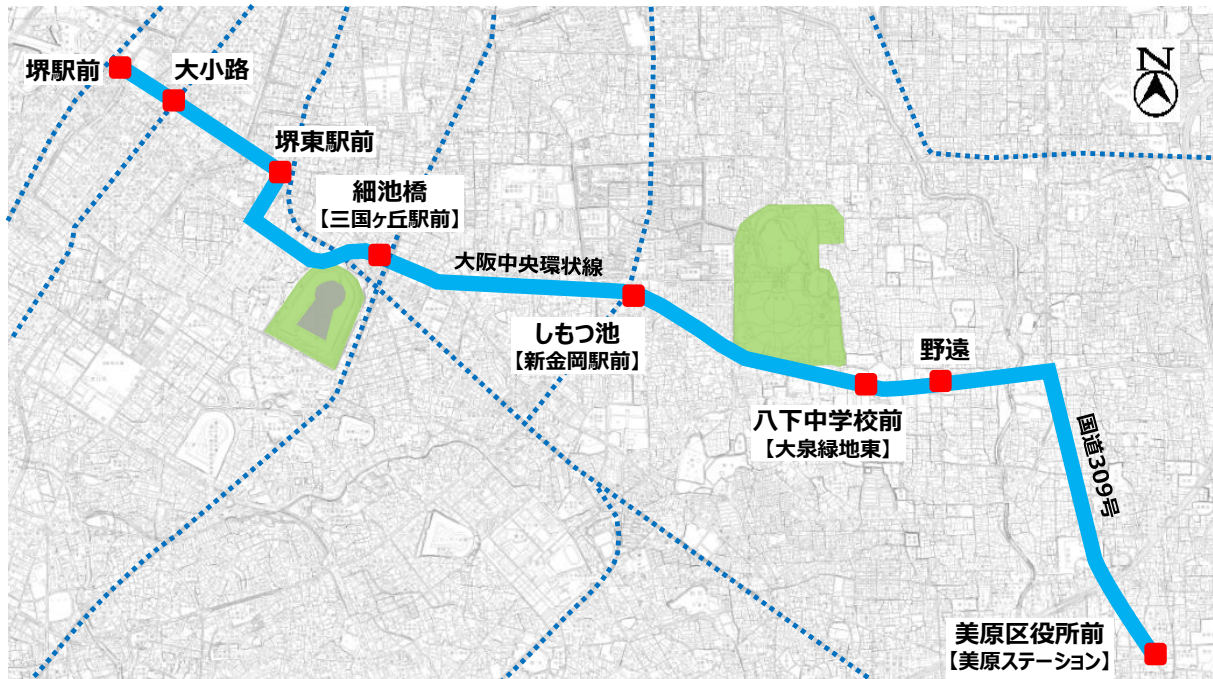 N
堺駅前
大小路
堺東駅前
細池橋
【三国ヶ丘駅前】
大阪中央環状線
しもつ池
【新金岡駅前】
野遠
八下中学校前
【大泉緑地東】
国道309号
美原区役所前
【美原ステーション】